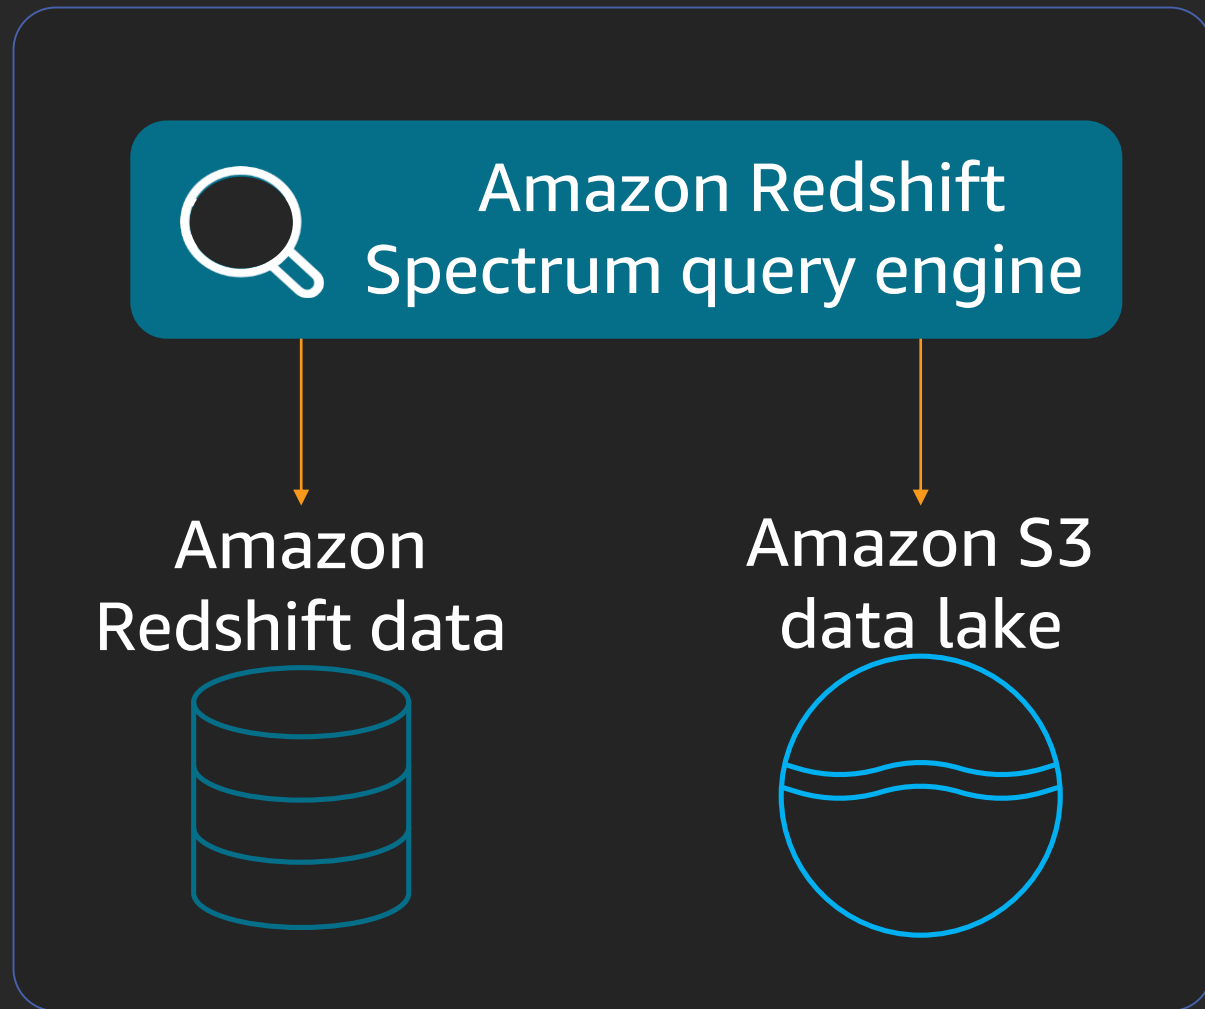 Amazon Redshift
Spectrum query engine
Amazon
Redshift data
Amazon S3
data lake